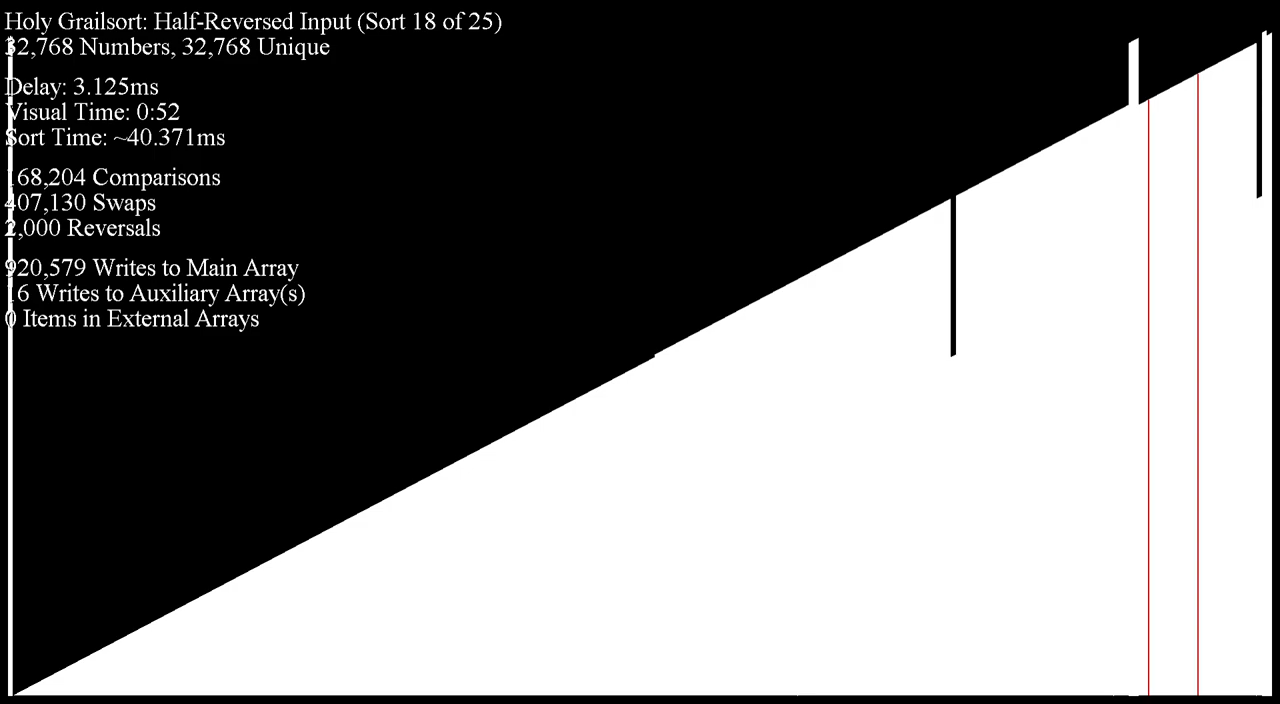 Holy Grailsort: Half-Reversed Input (Sort 18 of 25)
32,768 Numbers, 32,768 Unique
Delay: 3.125ms
Visual Time: 0:52
Sort Time: ~40.371ms
168,204 Comparisons
407,130 Swaps
2,000 Reversals
920,579 Writes to Main Array
16 Writes to Auxiliary Array(s)
0 Items in External Arrays